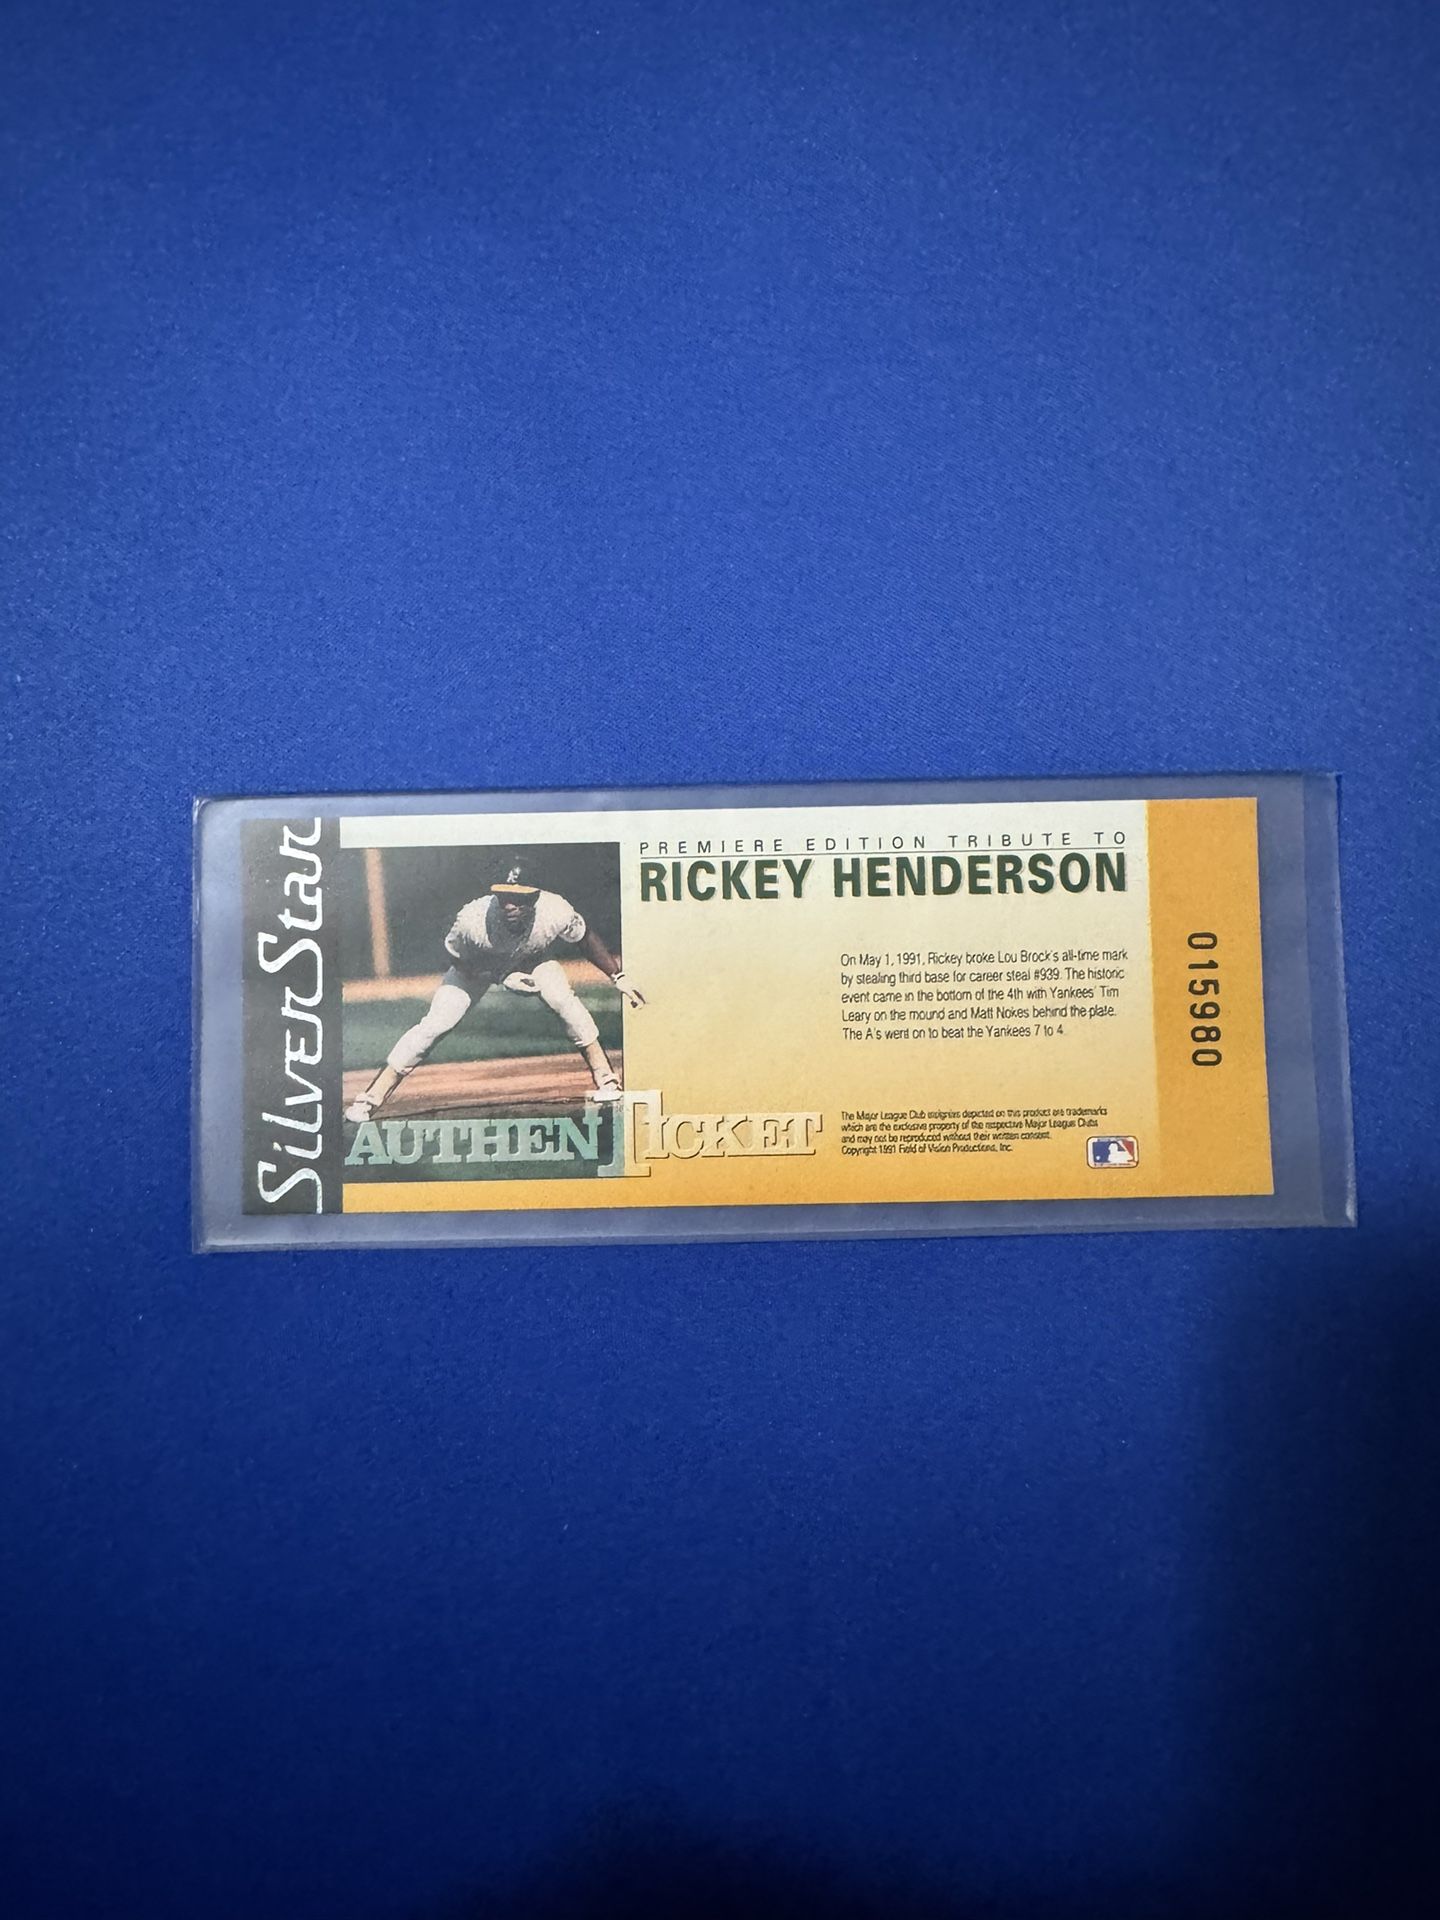 SilverStar
PREMIERE EDITION TRIBUTE TO
RICKEY HENDERSON
On May 1, 1991, Rickey broke Lou Brock's all-time mark
by stealing third base for career steal #939. The historic
event came in the bottom of the 4th with Yankees' Tim
Leary on the mound and Matt Nokes behind the plate.
The A's went on to beat the Yankees 7 to 4.
AUTHENTICKET
The Major League Club insignias depicted on this product are trademarks
which are the exclusive property of the respective Major League Clubs
and may not be reproduced without their written consent.
Copyright 1991 Field of Vision Productions, Inc.
015980